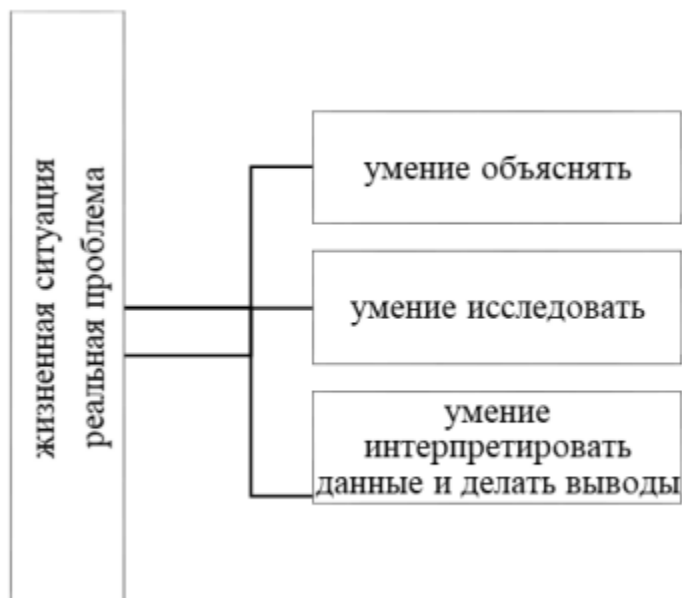 жизненная ситуация
реальная проблема
умение объяснять
умение исследовать
умение
интерпретировать
данные и делать выводы